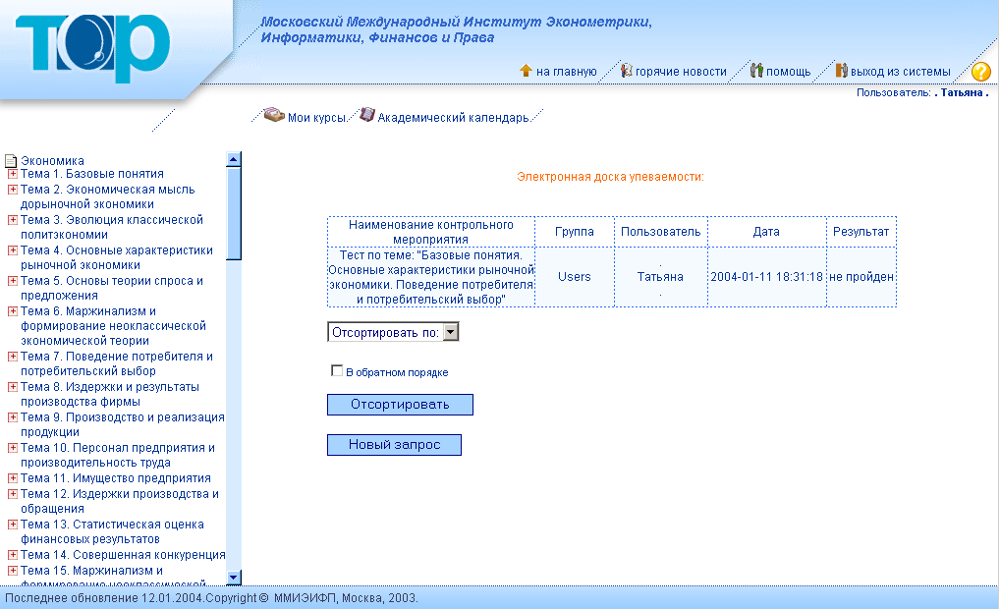 тор
Московский Международный Институт Эконометрики,
Информатики, Финансов и Права
на главную горячие новости помощь выход из системы ?
Пользователь: . Татьяна .
Мои курсы. Академический календарь.
Экономика
Тема 1. Базовые понятия
Тема 2. Экономическая мысль
дорыночной экономики
Тема 3. Эволюция классической
политэкономии
Тема 4. Основные характеристики
рыночной экономики
Тема 5. Основы теории спроса и
предложения
Тема 6. Маржинализм и
формирование неоклассической
экономической теории
Тема 7. Поведение потребителя и
потребительский выбор
Тема 8. Издержки и результаты
производства фирмы
Тема 9. Производство и реализация
продукции
Тема 10. Персонал предприятия и
производительность труда
Тема 11. Имущество предприятия
Тема 12. Издержки производства и
обращения
Тема 13. Статистическая оценка
финансовых результатов
Тема 14. Совершенная конкуренция
Тема 15. Маржинализм и
формирование неоклассической
Электронная доска упеваемости:
Наименование контрольного
мероприятия
Группа
Пользователь
Дата
Результат
Тест по теме: "Базовые понятия.
Основные характеристики рыночной
экономики. Поведение потребителя
и потребительский выбор"
Users
.
Татьяна
.
2004-01-11 18:31:18
не пройден
Отсортировать по:
В обратном порядке
Отсортировать
Новый запрос
Последнее обновление 12.01.2004.Copyright © ММИЭИФП, Москва, 2003.